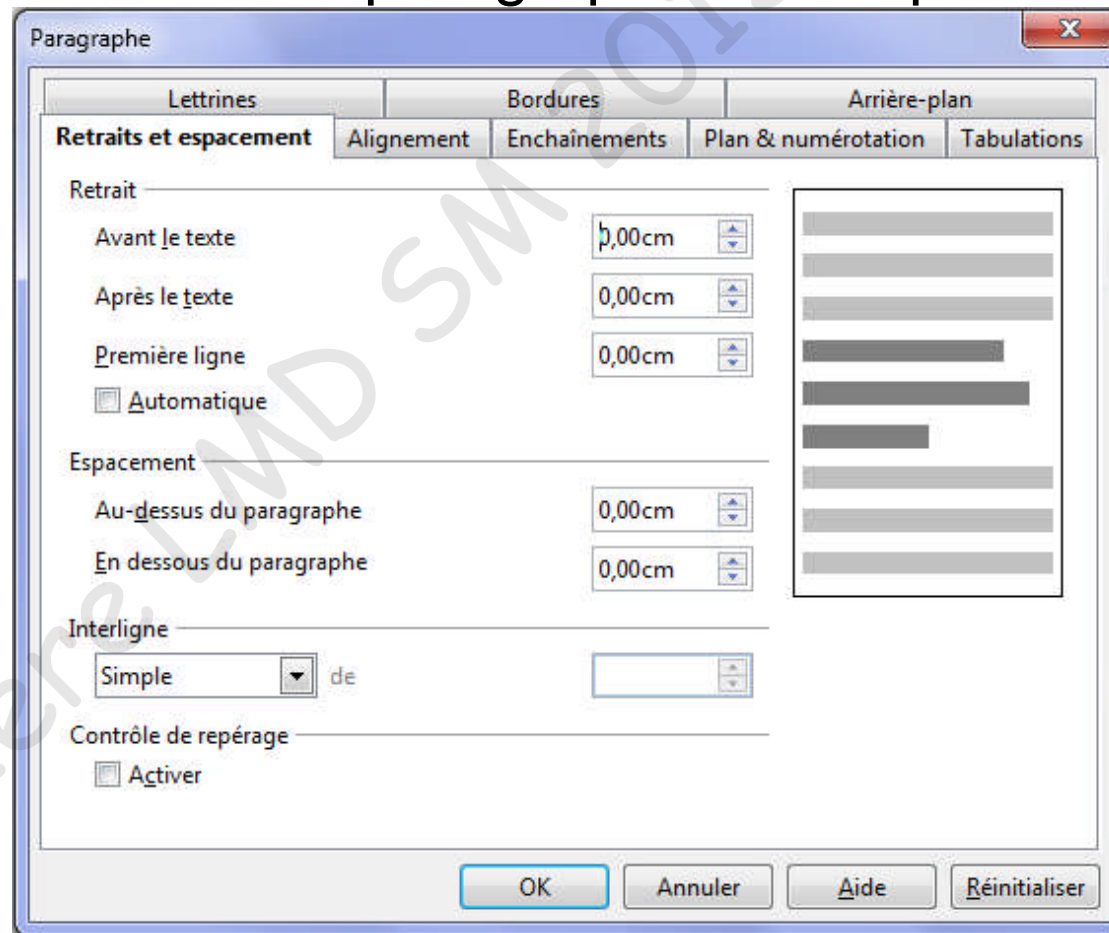 Paragraphe
Lettrines Bordures Arrière-plan
Retraits et espacement Alignement Enchaînements Plan & numérotation Tabulations
Retrait
Avant le texte 0,00cm
Après le texte 0,00cm
Première ligne 0,00cm
Automatique
Espacement
Au-dessus du paragraphe 0,00cm
En dessous du paragraphe 0,00cm
Interligne
Simple de
Contrôle de repérage
Activer
OK Annuler Aide Réinitialiser
LMD SM